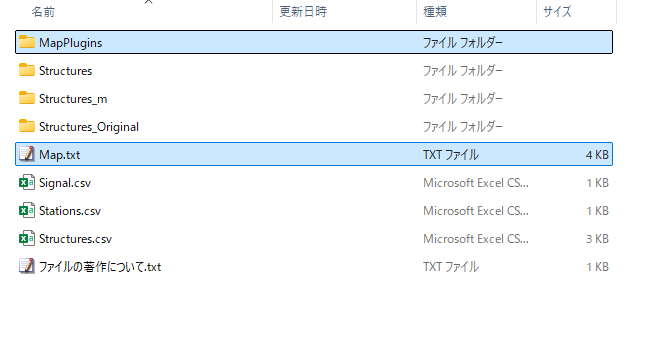 名前 更新日時 種類 サイズ
MapPlugins ファイル フォルダー
Structures ファイル フォルダー
Structures_m ファイル フォルダー
Structures_Original ファイル フォルダー
Map.txt TXT ファイル 4 KB
Signal.csv Microsoft Excel CS... 1 KB
Stations.csv Microsoft Excel CS... 1 KB
Structures.csv Microsoft Excel CS... 3 KB
ファイルの著作について.txt TXT ファイル 1 KB